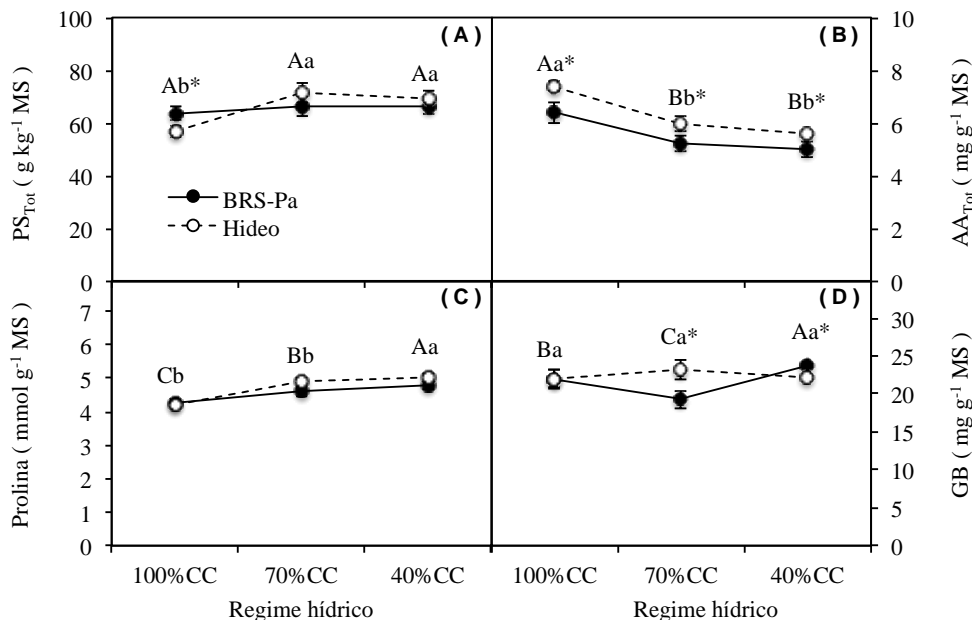 100
80
60
40
20
0
PS_Tot ( g kg⁻¹ MS )
( A )
Ab*
Aa
Aa
BRS-Pa
Hideo
( B )
Aa*
Bb*
Bb*
10
8
6
4
2
0
AA_Tot ( mg g⁻¹ MS )
7
6
5
4
3
2
1
0
Prolina ( mmol g⁻¹ MS )
( C )
Cb
Bb
Aa
( D )
Ba
Ca*
Aa*
30
25
20
15
10
5
0
GB ( mg g⁻¹ MS )
100%CC 70%CC 40%CC
Regime hídrico
100%CC 70%CC 40%CC
Regime hídrico